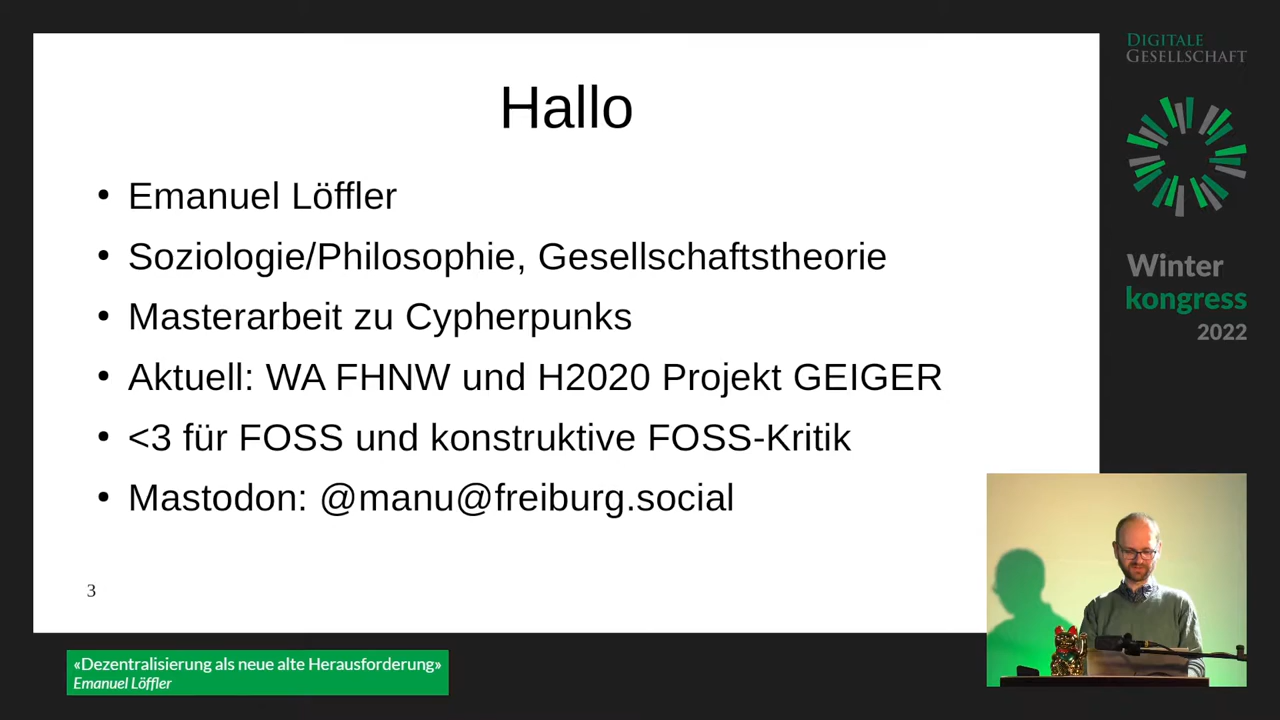 Hallo
• Emanuel Löffler
• Soziologie/Philosophie, Gesellschaftstheorie
• Masterarbeit zu Cypherpunks
• Aktuell: WA FHNW und H2020 Projekt GEIGER
• <3 für FOSS und konstruktive FOSS-Kritik
• Mastodon: @manu@freiburg.social
3
DIGITALE
GESELLSCHAFT
Winter
kongress
2022
«Dezentralisierung als neue alte Herausforderung»
Emanuel Löffler